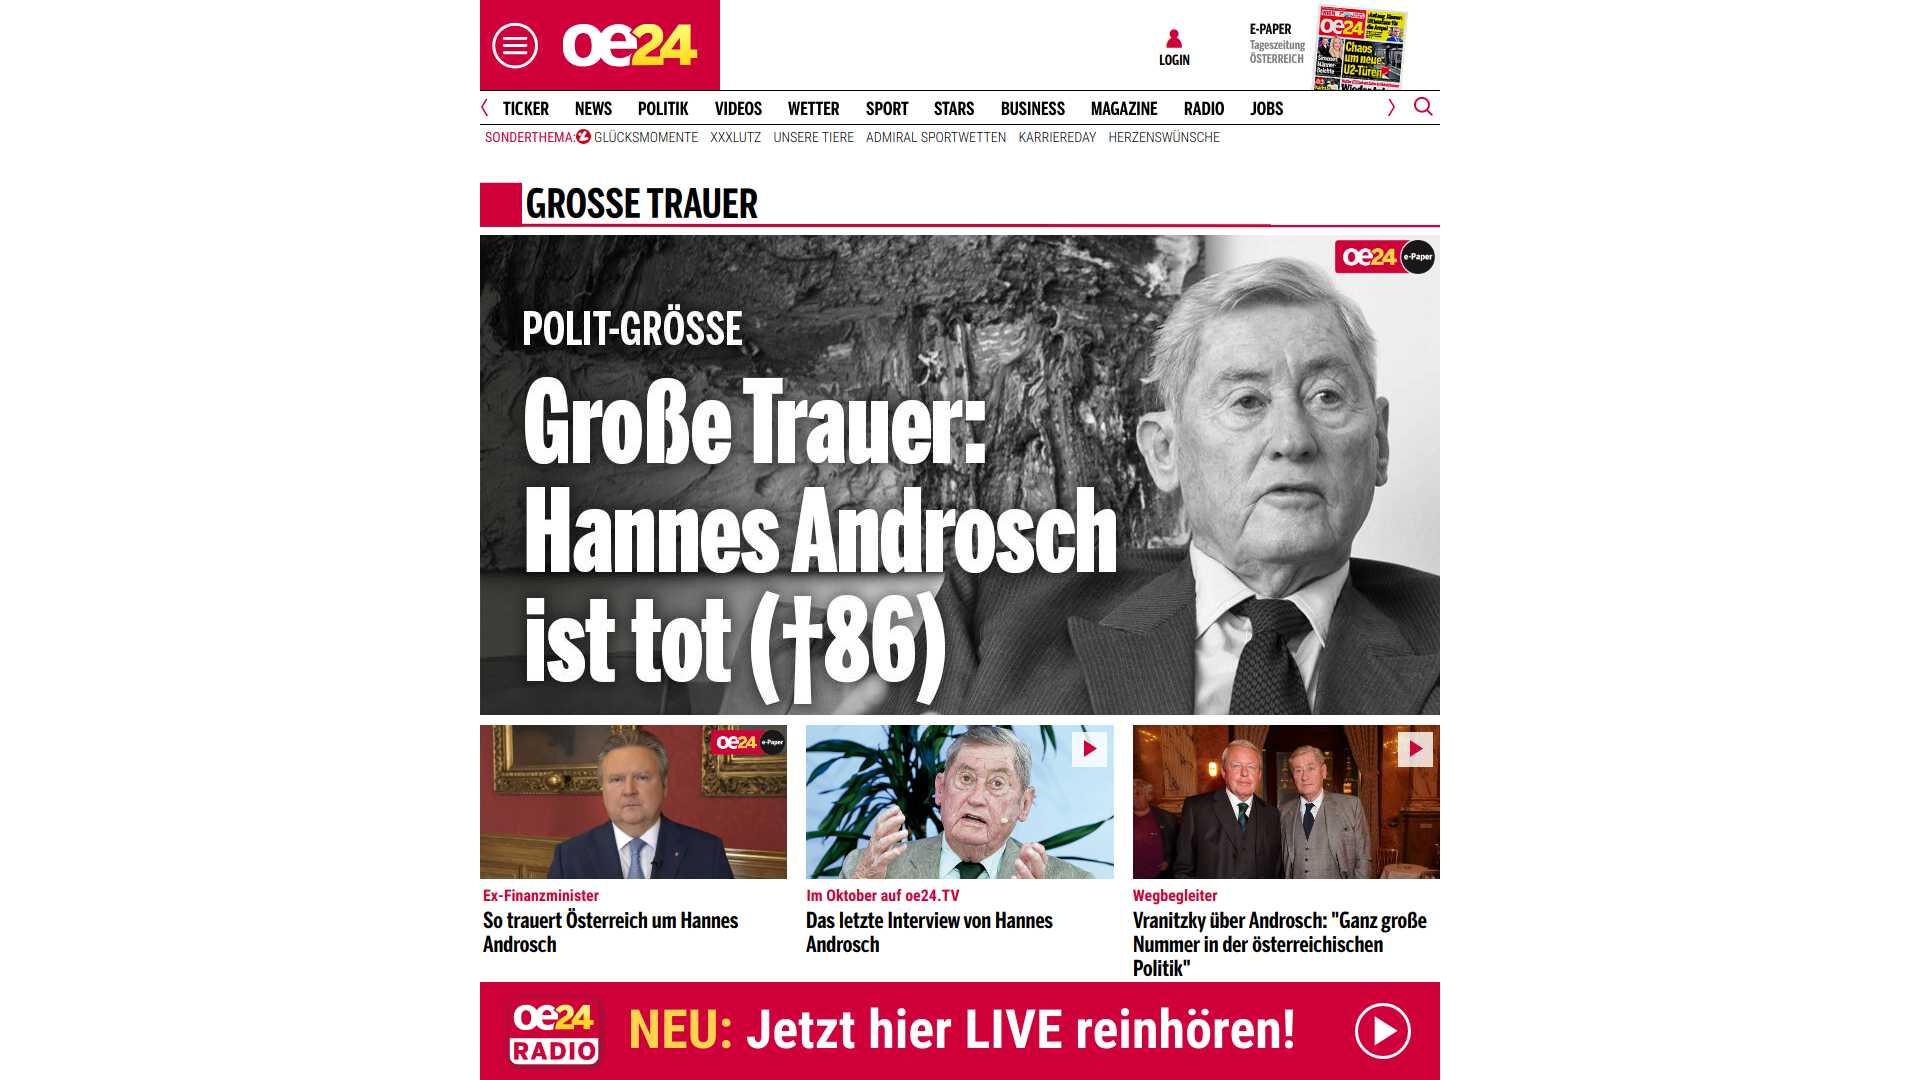 oe24
LOGIN
E-PAPER
Tageszeitung
ÖSTERREICH
oe24
Chaos
um neue
U2-Türen
TICKER NEWS POLITIK VIDEOS WETTER SPORT STARS BUSINESS MAGAZINE RADIO JOBS
SONDERTHEMA: GLÜCKSMOMENTE XXXLUTZ UNSERE TIERE ADMIRAL SPORTWETTEN KARRIEREDAY HERZENSWÜNSCHE
GROSSE TRAUER
oe24 e-Paper
POLIT-GRÖSSE
Große Trauer:
Hannes Androsch
ist tot (†86)
oe24 e-Paper
Ex-Finanzminister
So trauert Österreich um Hannes
Androsch
Im Oktober auf oe24.TV
Das letzte Interview von Hannes
Androsch
Wegbegleiter
Vranitzky über Androsch: "Ganz große
Nummer in der österreichischen
Politik"
oe24
RADIO
NEU: Jetzt hier LIVE reinhören!